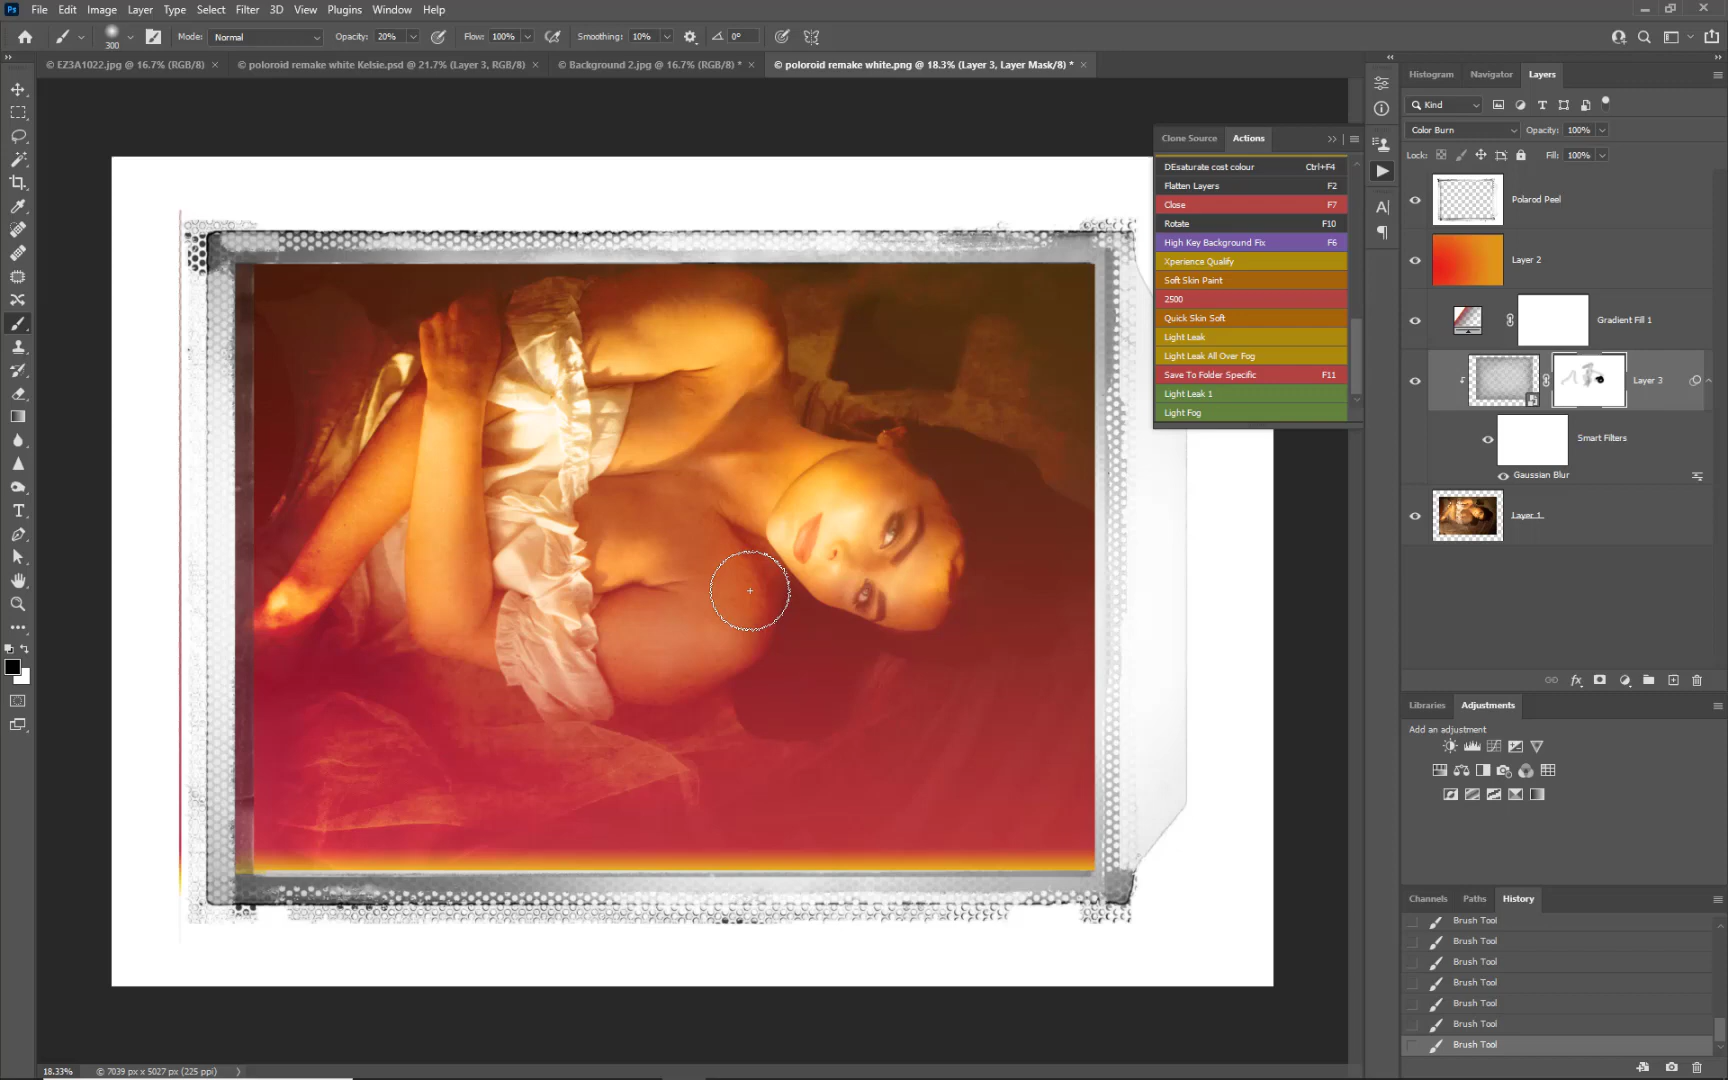 Ps File Edit Image Layer Type Select Filter 3D View Plugins Window Help
300 Mode: Normal Opacity: 20% Flow: 100% Smoothing: 10% 0°
© EZ3A1022.jpg @ 16.7% (RGB/8) × © poloroid remake white Kelsie.psd @ 21.7% (Layer 3, RGB/8) × © Background 2.jpg @ 16.7% (RGB/8) * × © poloroid remake white.png @ 18.3% (Layer 3, Layer Mask/8) * ×
Clone Source Actions
DEsaturate cost colour Ctrl+F4
Flatten Layers F2
Close F7
Rotate F10
High Key Background Fix F6
Xperience Qualify
Soft Skin Paint
2500
Quick Skin Soft
Light Leak
Light Leak All Over Fog
Save To Folder Specific F11
Light Leak 1
Light Fog
Histogram Navigator Layers
Kind
Color Burn Opacity: 100%
Lock: Fill: 100%
Polarod Peel
Layer 2
Gradient Fill 1
Layer 3
Smart Filters
Gaussian Blur
Layer 1
fx
Libraries Adjustments
Add an adjustment
Channels Paths History
Brush Tool
Brush Tool
Brush Tool
Brush Tool
Brush Tool
Brush Tool
Brush Tool
18.33% © 7039 px x 5027 px (225 ppi)